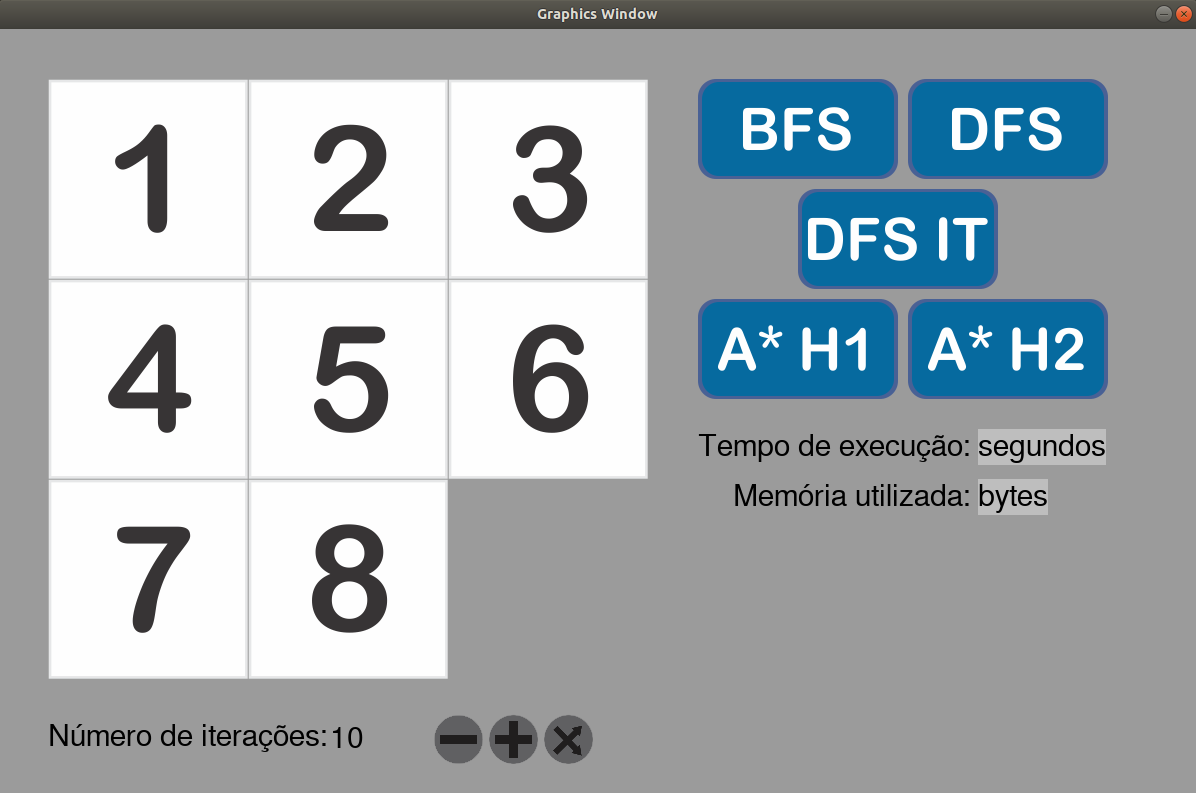 Graphics Window
1 2 3
4 5 6
7 8
BFS DFS
DFS IT
A* H1 A* H2
Tempo de execução: segundos
Memória utilizada: bytes
Número de iterações: 10